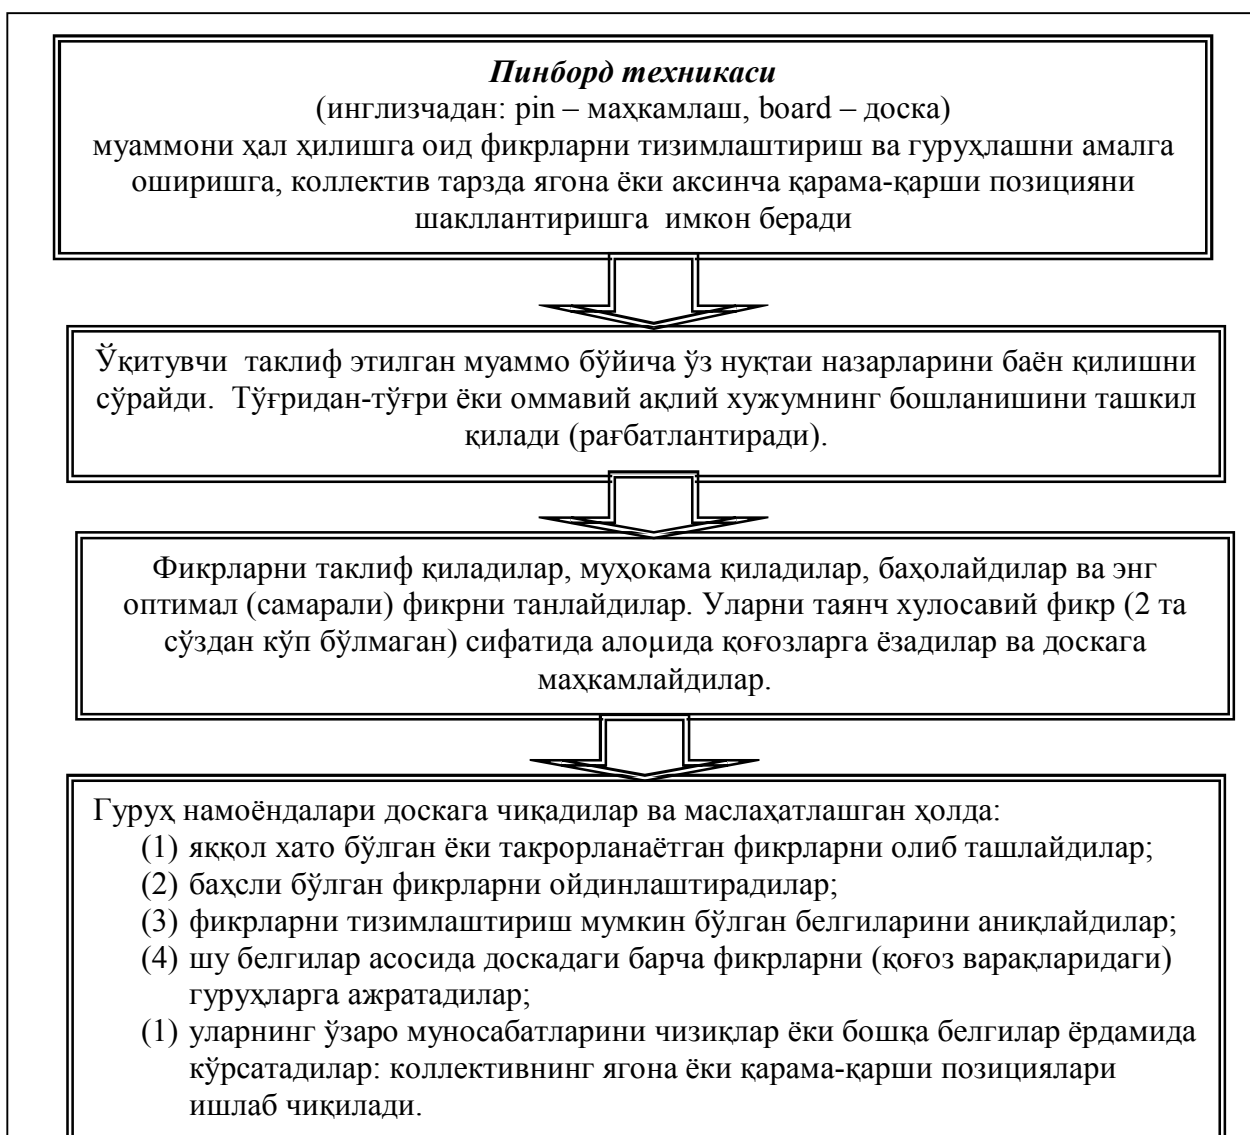 Пинборд техникаси
(инглизчадан: pin – маҳкамлаш, board – доска)
муаммони ҳал ҳилишга оид фикрларни тизимлаштириш ва гуруҳлашни амалга
оширишга, коллектив тарзда ягона ёки аксинча қарама-қарши позицияни
шакллантиришга имкон беради
Ўқитувчи таклиф этилган муаммо бўйича ўз нуқтаи назарларини баён қилишни
сўрайди. Тўғридан-тўғри ёки оммавий ақлий хужумнинг бошланишини ташкил
қилади (рағбатлантиради).
Фикрларни таклиф қиладилар, муҳокама қиладилар, баҳолайдилар ва энг
оптимал (самарали) фикрни танлайдилар. Уларни таянч хулосавий фикр (2 та
сўздан кўп бўлмаган) сифатида алоµида қоғозларга ёзадилар ва доскага
маҳкамлайдилар.
Гуруҳ намоёндалари доскага чиқадилар ва маслаҳатлашган ҳолда:
(1) яққол хато бўлган ёки такрорланаётган фикрларни олиб ташлайдилар;
(2) баҳсли бўлган фикрларни ойдинлаштирадилар;
(3) фикрларни тизимлаштириш мумкин бўлган белгиларини аниқлайдилар;
(4) шу белгилар асосида доскадаги барча фикрларни (қоғоз варақларидаги)
гуруҳларга ажратадилар;
(1) уларнинг ўзаро муносабатларини чизиқлар ёки бошқа белгилар ёрдамида
кўрсатадилар: коллективнинг ягона ёки қарама-қарши позициялари
ишлаб чиқилади.